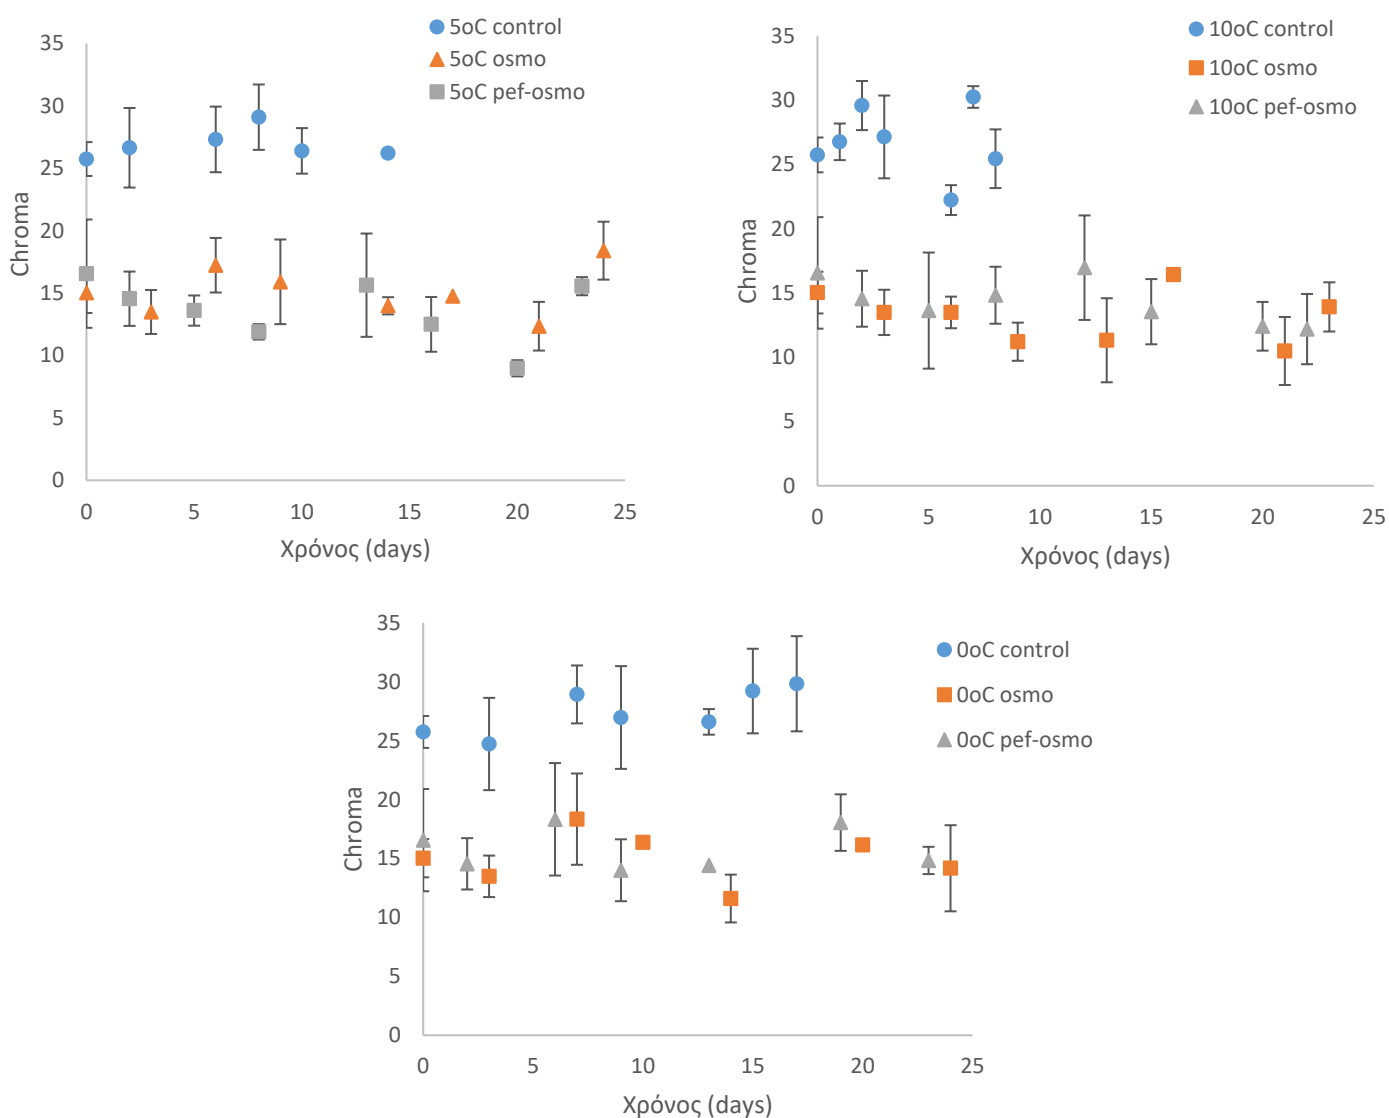 5oC control
5oC osmo
5oC pef-osmo
35
30
25
20
15
10
5
0
Chroma
0 5 10 15 20 25
Χρόνος (days)
10oC control
10oC osmo
10oC pef-osmo
35
30
25
20
15
10
5
0
Chroma
0 5 10 15 20 25
Χρόνος (days)
0oC control
0oC osmo
0oC pef-osmo
35
30
25
20
15
10
5
0
Chroma
0 5 10 15 20 25
Χρόνος (days)